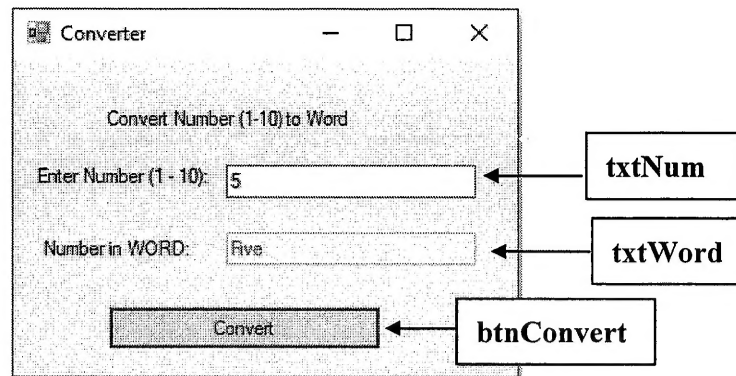 Converter
Convert Number (1-10) to Word
Enter Number (1 - 10): 5
txtNum
Number in WORD: Five
txtWord
Convert
btnConvert